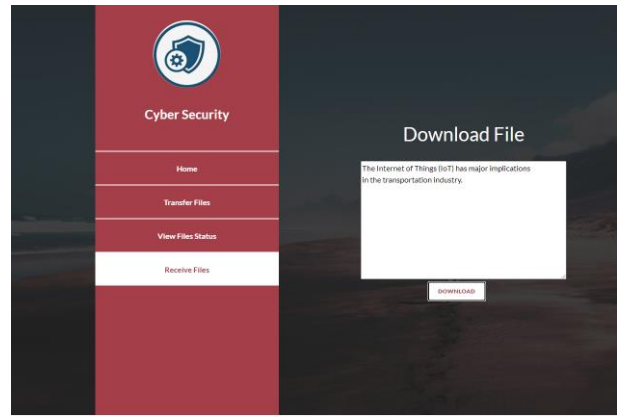 Cyber Security
Home
Transfer Files
View Files Status
Receive Files
Download File
The Internet of Things (IoT) has major implications
in the transportation industry.
DOWNLOAD